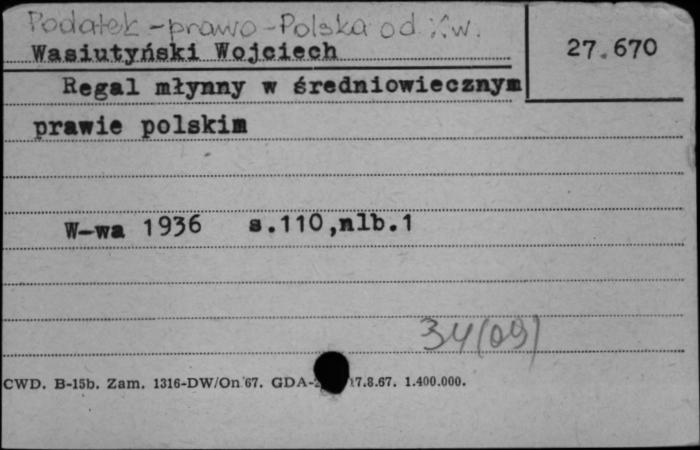 Podatek - prawo - Polska od X w.
Wasiutyński Wojciech
27.670
Regal młynny w średniowiecznym
prawie polskim
W-wa 1936 s.110,nlb.1
34(09)
CWD. B-15b. Zam. 1316-DW/On 67. GDA- 17.8.67. 1.400.000.